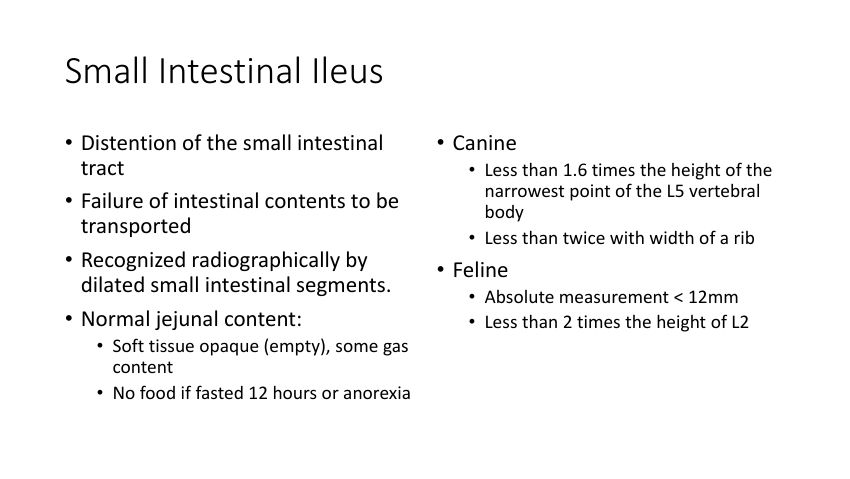 Small Intestinal Ileus
• Distention of the small intestinal
tract
• Failure of intestinal contents to be
transported
• Recognized radiographically by
dilated small intestinal segments.
• Normal jejunal content:
• Soft tissue opaque (empty), some gas
content
• No food if fasted 12 hours or anorexia
• Canine
• Less than 1.6 times the height of the
narrowest point of the L5 vertebral
body
• Less than twice with width of a rib
• Feline
• Absolute measurement < 12mm
• Less than 2 times the height of L2